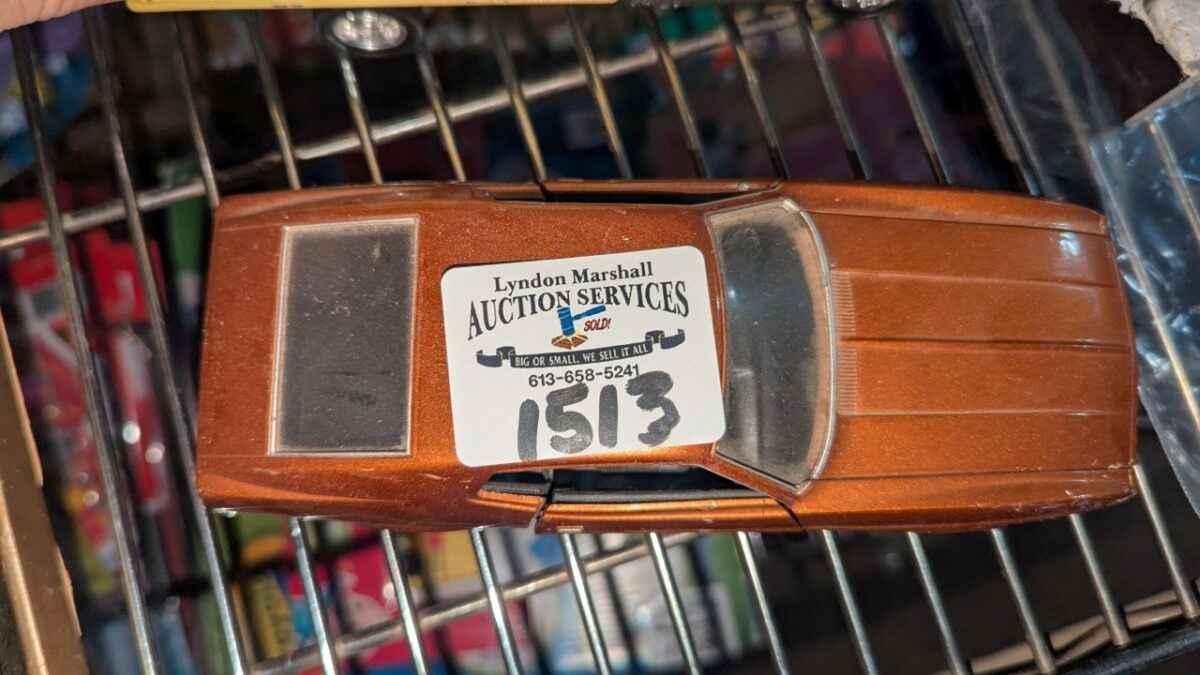 Lyndon Marshall
AUCTION SERVICES
SOLD!
BIG OR SMALL, WE SELL IT ALL
613-658-5241
1513